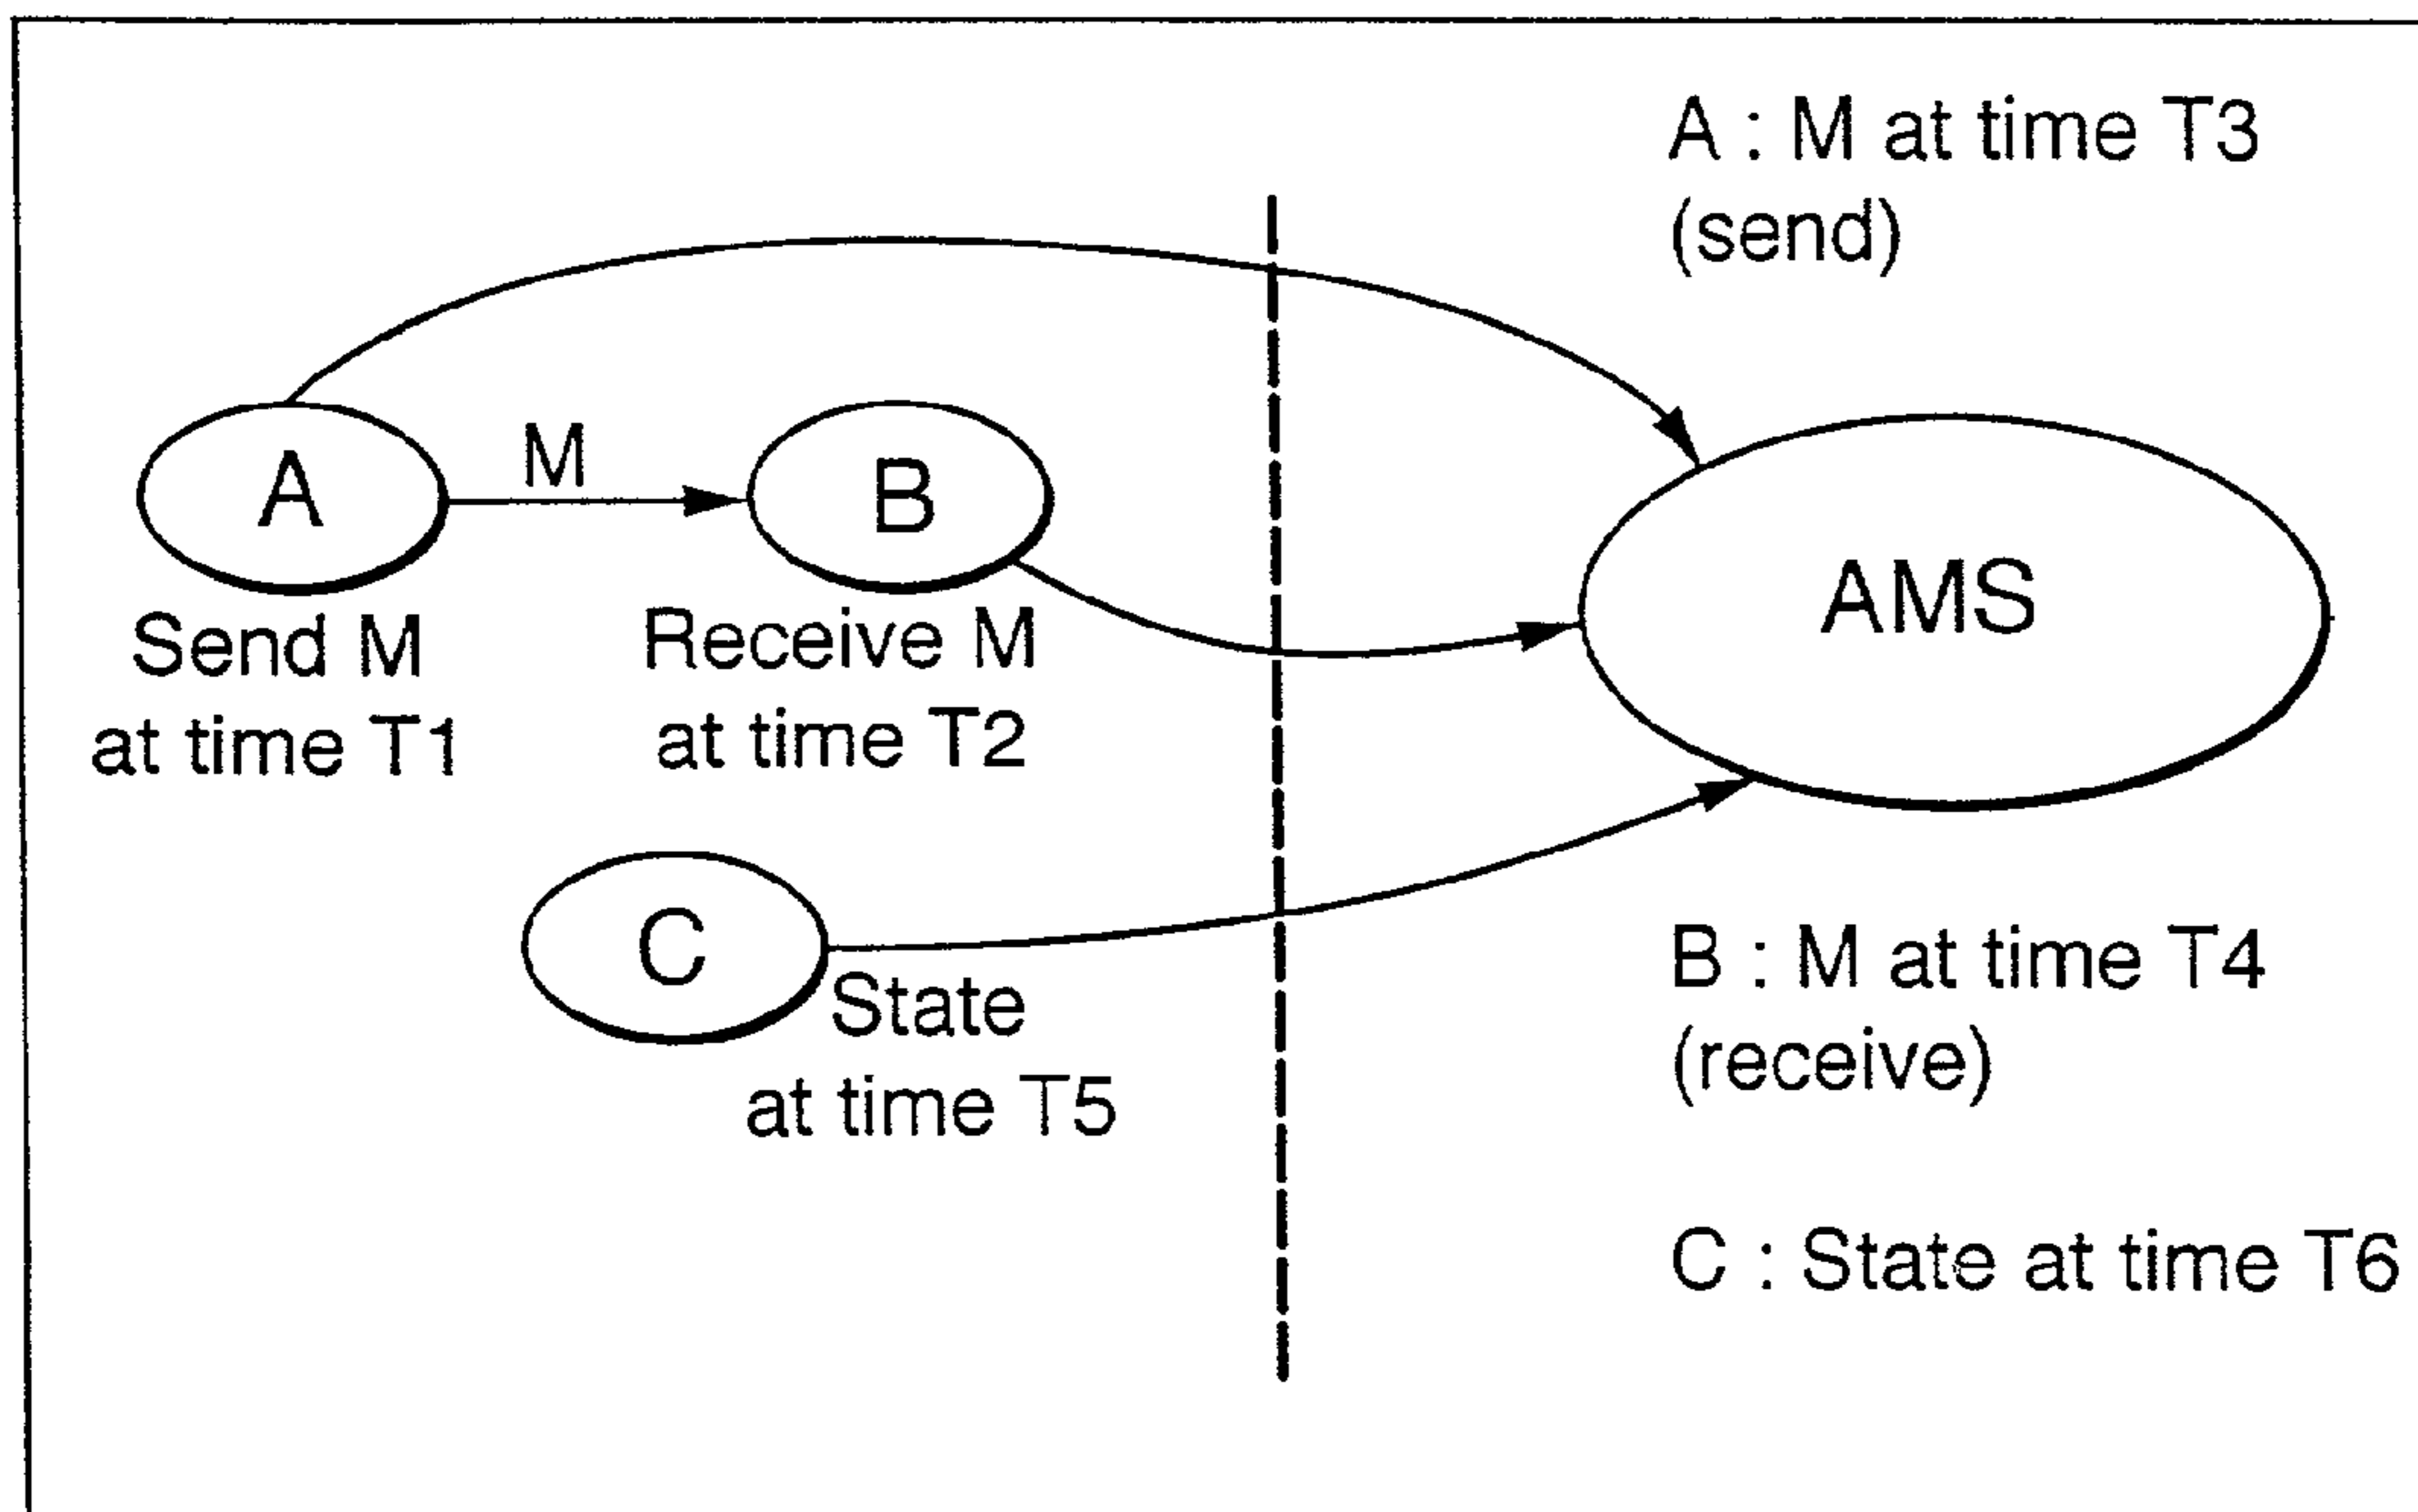 A : M at time T3
(send)
A
M
B
AMS
Send M
at time T1
Receive M
at time T2
C
State
at time T5
B : M at time T4
(receive)
C : State at time T6